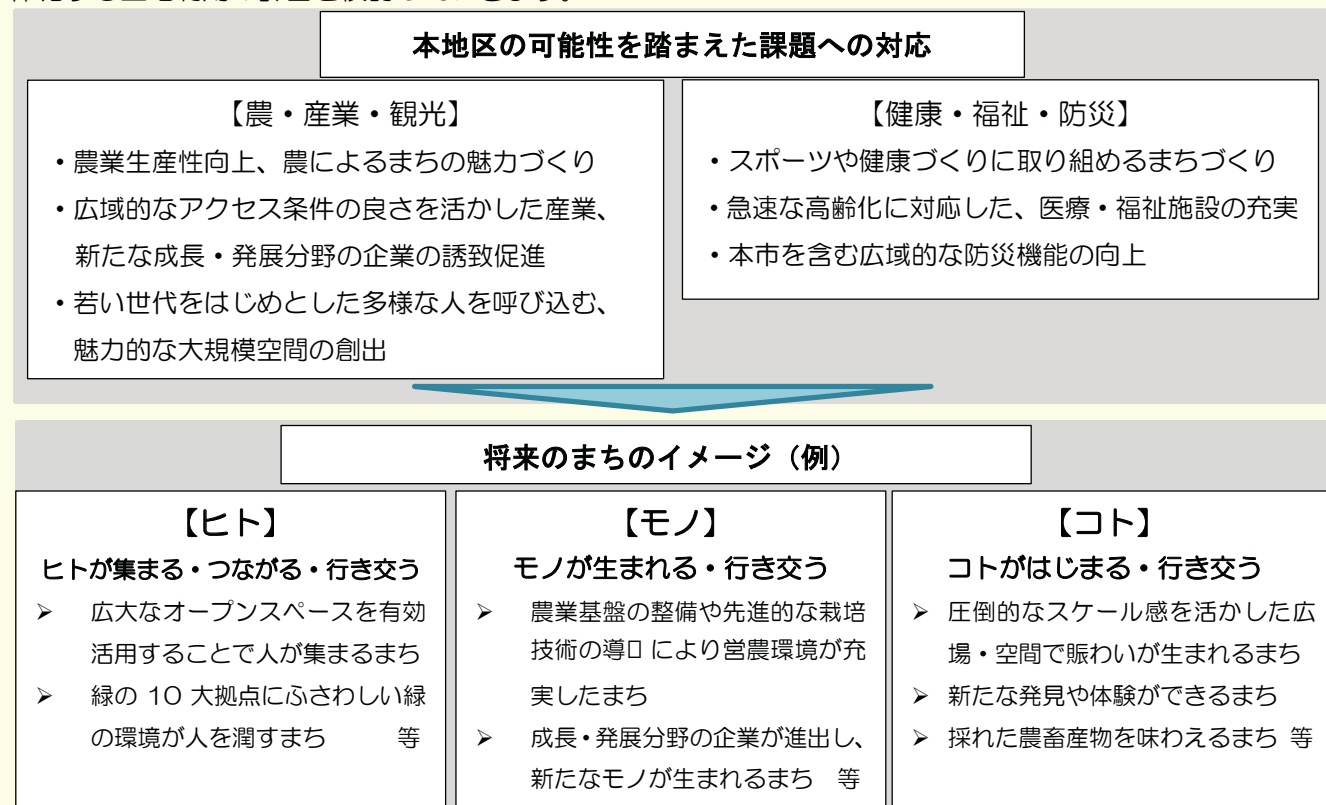 本地区の可能性を踏まえた課題への対応
【農・産業・観光】
・農業生産性向上、農によるまちの魅力づくり
・広域的なアクセス条件の良さを活かした産業、
新たな成長・発展分野の企業の誘致促進
・若い世代をはじめとした多様な人を呼び込む、
魅力的な大規模空間の創出
【健康・福祉・防災】
・スポーツや健康づくりに取り組めるまちづくり
・急速な高齢化に対応した、医療・福祉施設の充実
・本市を含む広域的な防災機能の向上
将来のまちのイメージ（例）
【ヒト】
ヒトが集まる・つながる・行き交う
➢ 広大なオープンスペースを有効
活用することで人が集まるまち
➢ 緑の 10 大拠点にふさわしい緑
の環境が人を潤すまち 等
【モノ】
モノが生まれる・行き交う
➢ 農業基盤の整備や先進的な栽培
技術の導□ により営農環境が充
実したまち
➢ 成長・発展分野の企業が進出し、
新たなモノが生まれるまち 等
【コト】
コトがはじまる・行き交う
➢ 圧倒的なスケール感を活かした広
場・空間で賑わいが生まれるまち
➢ 新たな発見や体験ができるまち
➢ 採れた農畜産物を味わえるまち 等